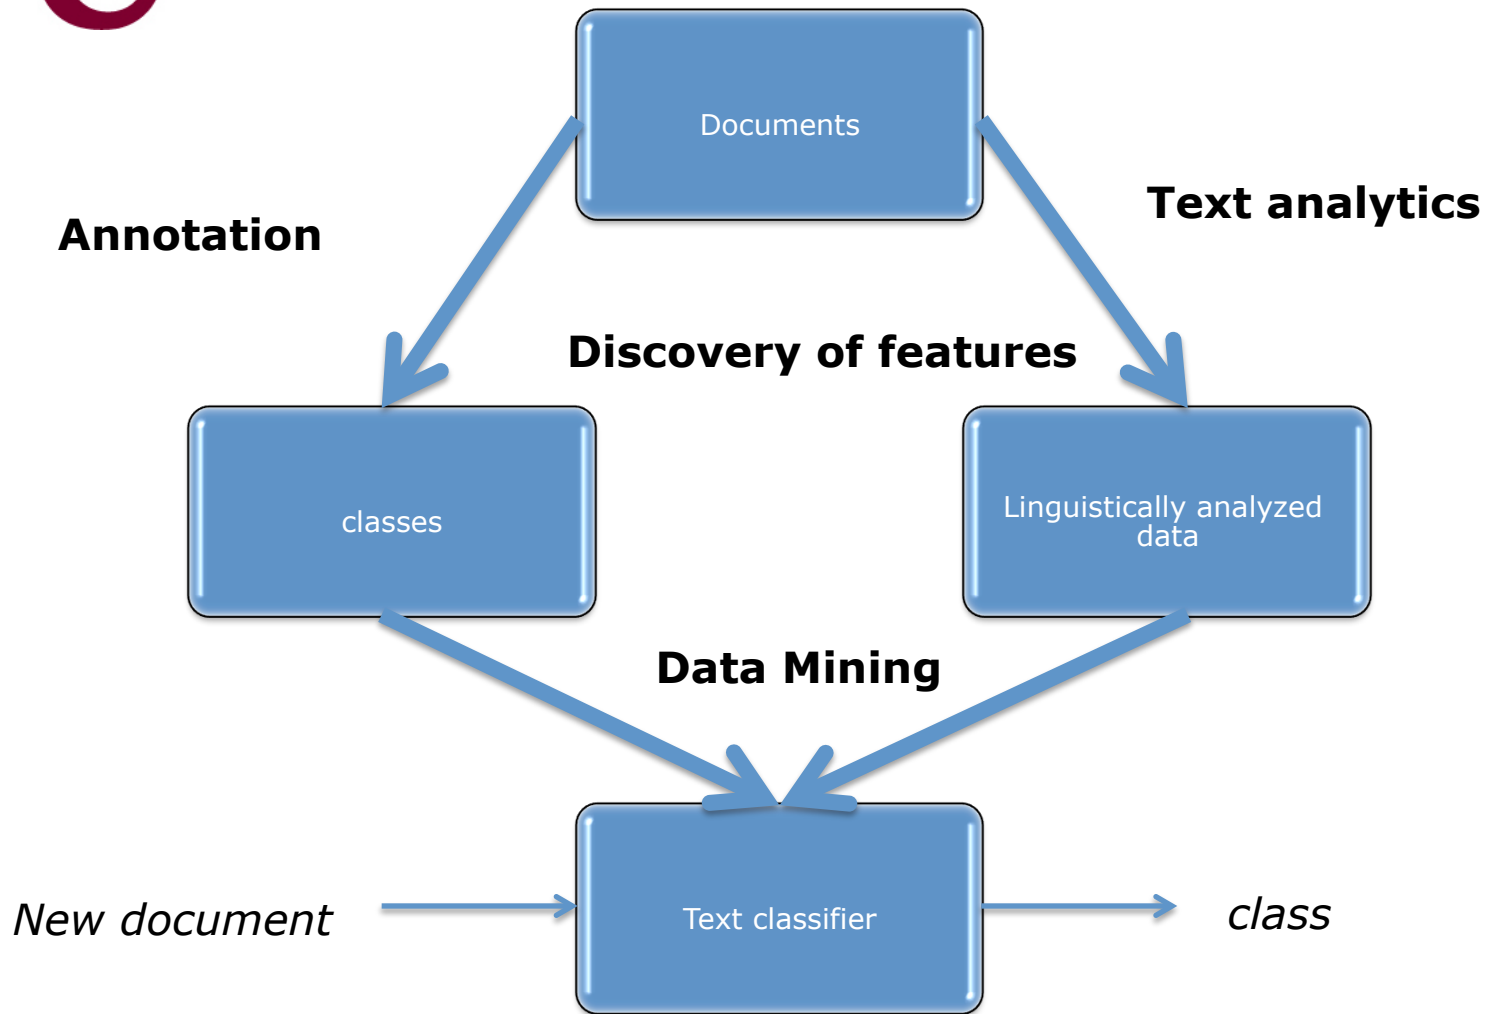 Documents
Text analytics
Annotation
Discovery of features
classes
Linguistically analyzed
data
Data Mining
New document
Text classifier
class